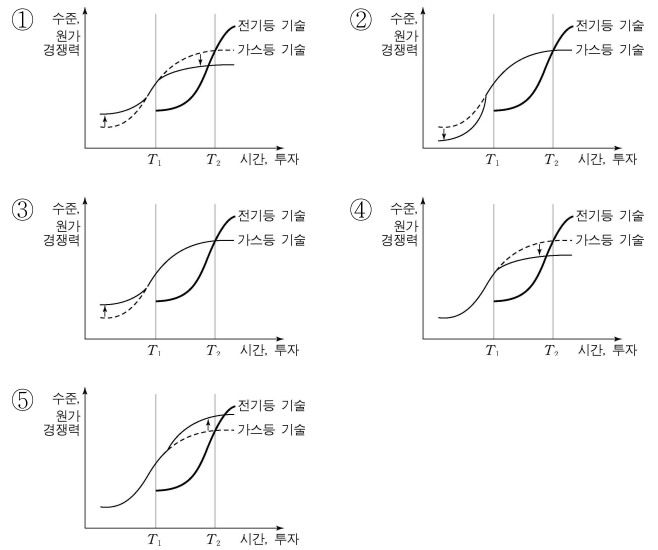 ① 수준, 원가 경쟁력
전기등 기술
가스등 기술
T₁ T₂ 시간, 투자
② 수준, 원가 경쟁력
전기등 기술
가스등 기술
T₁ T₂ 시간, 투자
③ 수준, 원가 경쟁력
전기등 기술
가스등 기술
T₁ T₂ 시간, 투자
④ 수준, 원가 경쟁력
전기등 기술
가스등 기술
T₁ T₂ 시간, 투자
⑤ 수준, 원가 경쟁력
전기등 기술
가스등 기술
T₁ T₂ 시간, 투자